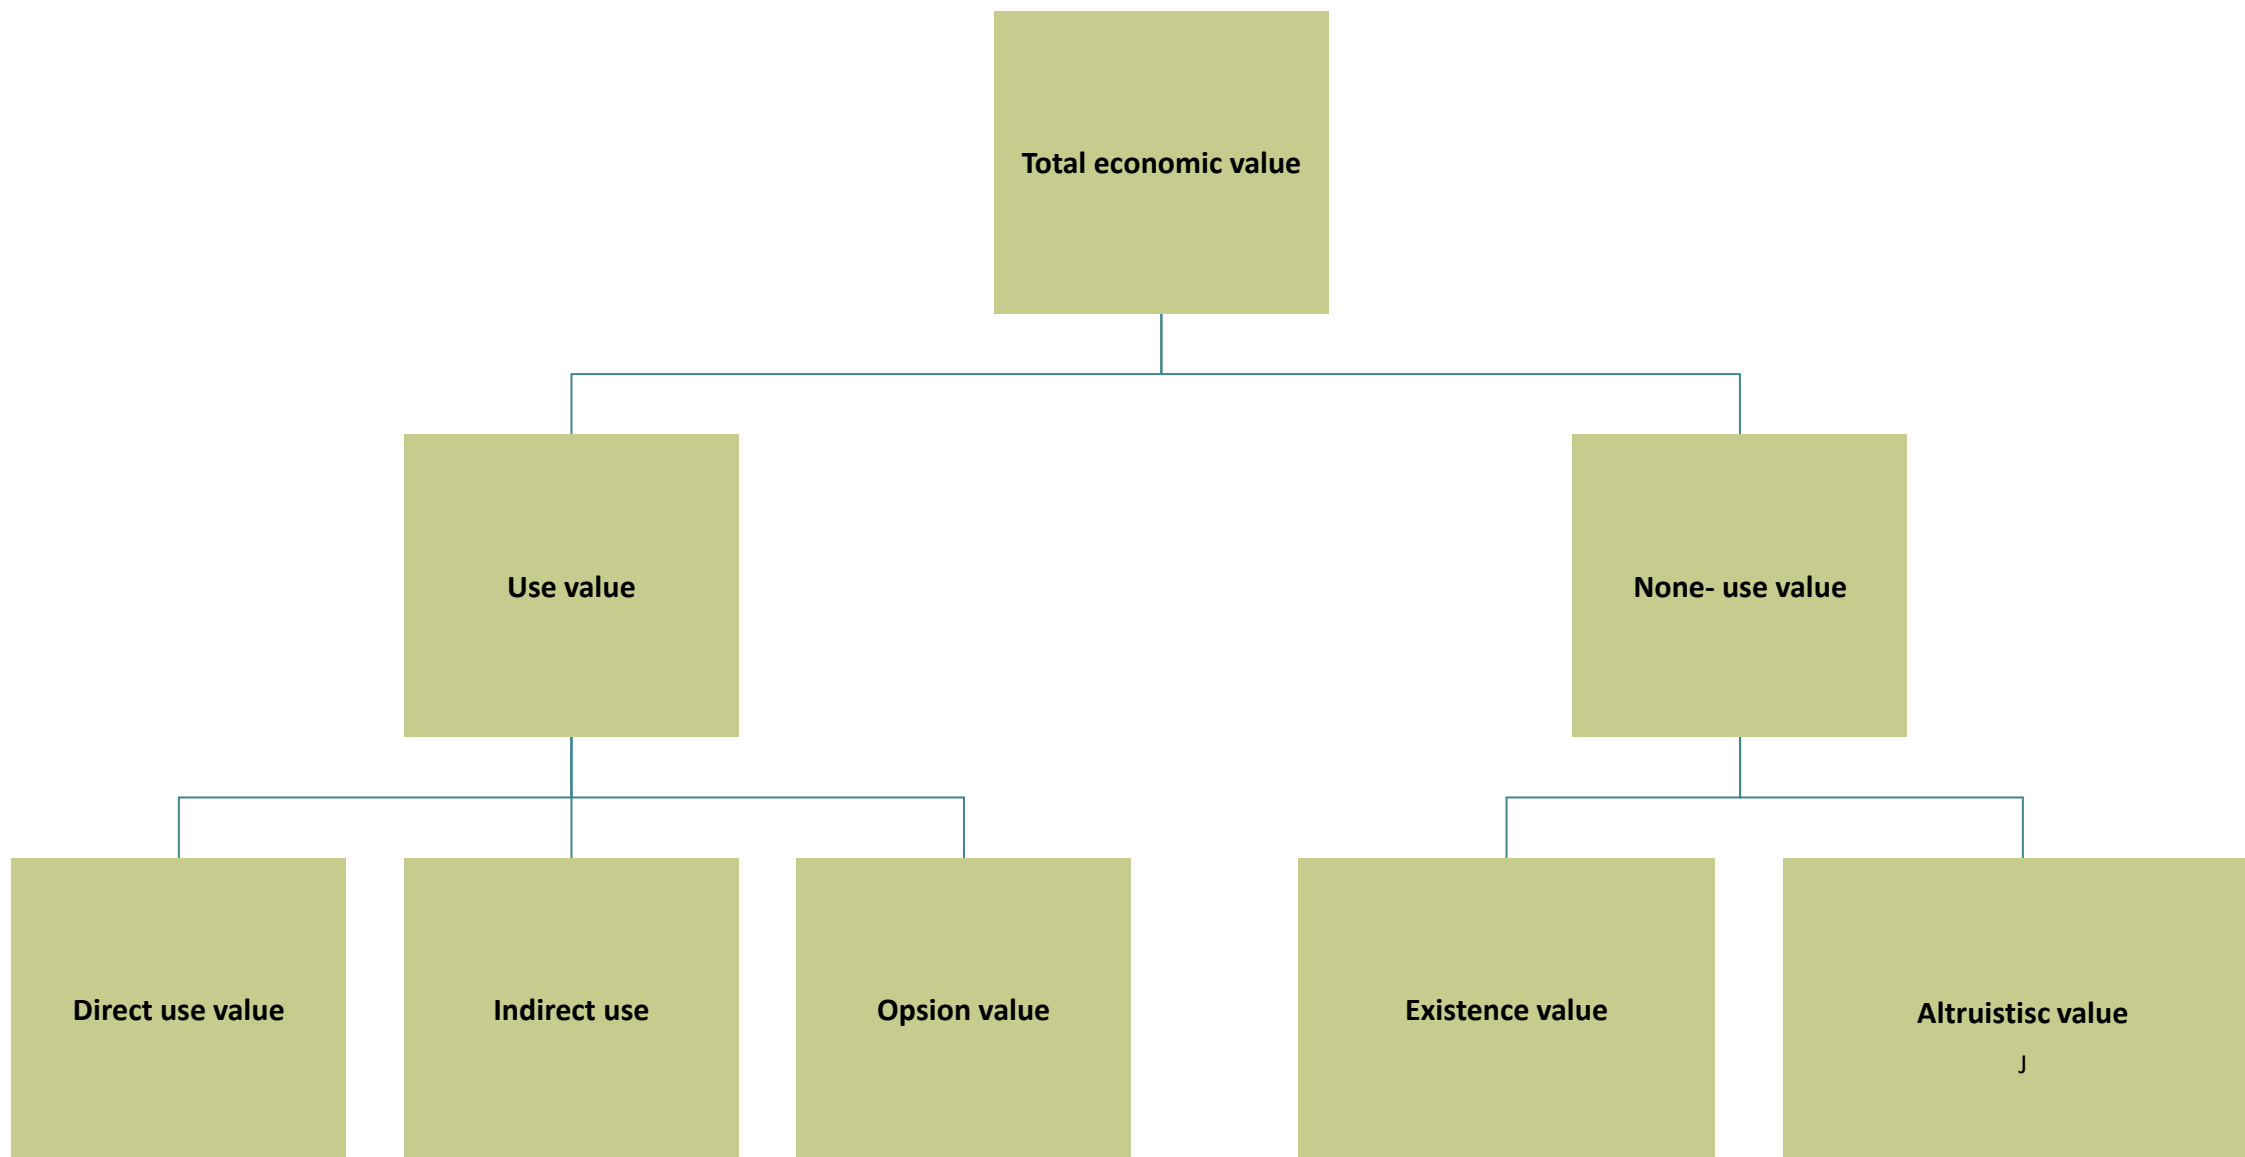 Total economic value
Use value
None- use value
Direct use value
Indirect use
Opsion value
Existence value
Altruistisc value
J